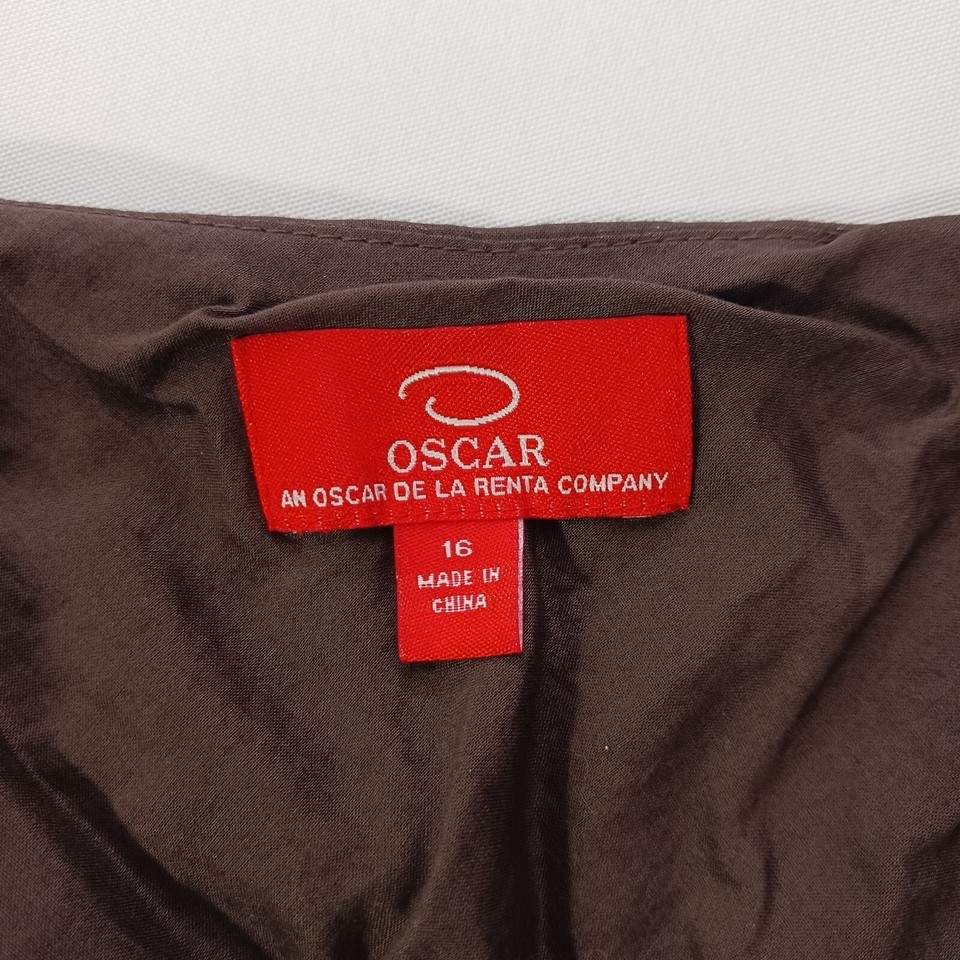 OSCAR
AN OSCAR DE LA RENTA COMPANY
16
MADE IN
CHINA